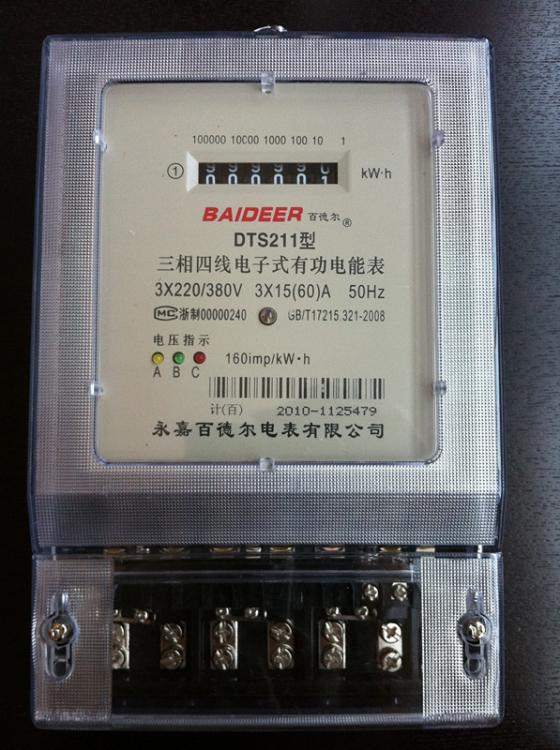 100000 10000 1000 100 10 1
① kW·h
BAIDEER 百德尔 ®
DTS211型
三相四线电子式有功电能表
3X220/380V 3X15(60)A 50Hz
MC 浙制00000240 GB/T17215.321-2008
电压指示
A B C 160imp/kW·h
计(百) 2010-1125479
永嘉百德尔电表有限公司